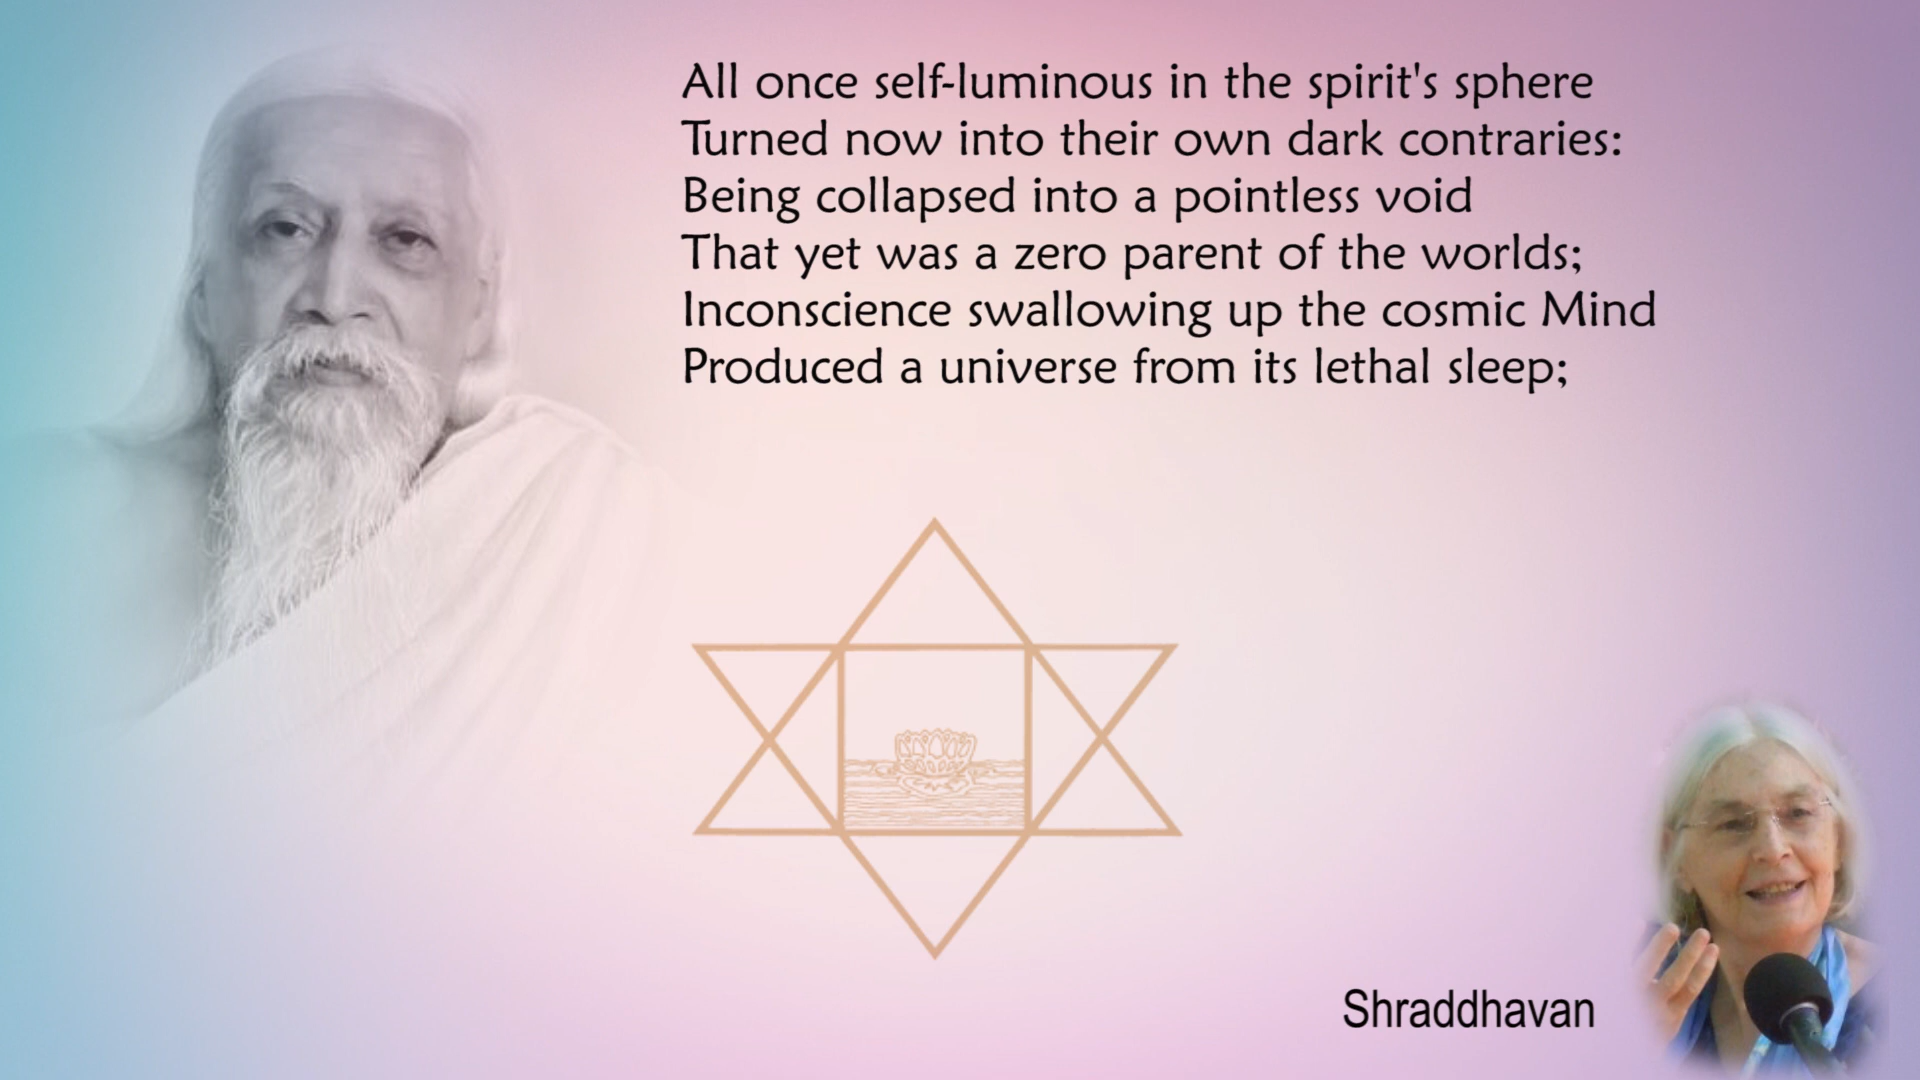 All once self-luminous in the spirit's sphere
Turned now into their own dark contraries:
Being collapsed into a pointless void
That yet was a zero parent of the worlds;
Inconscience swallowing up the cosmic Mind
Produced a universe from its lethal sleep;
Shraddhavan